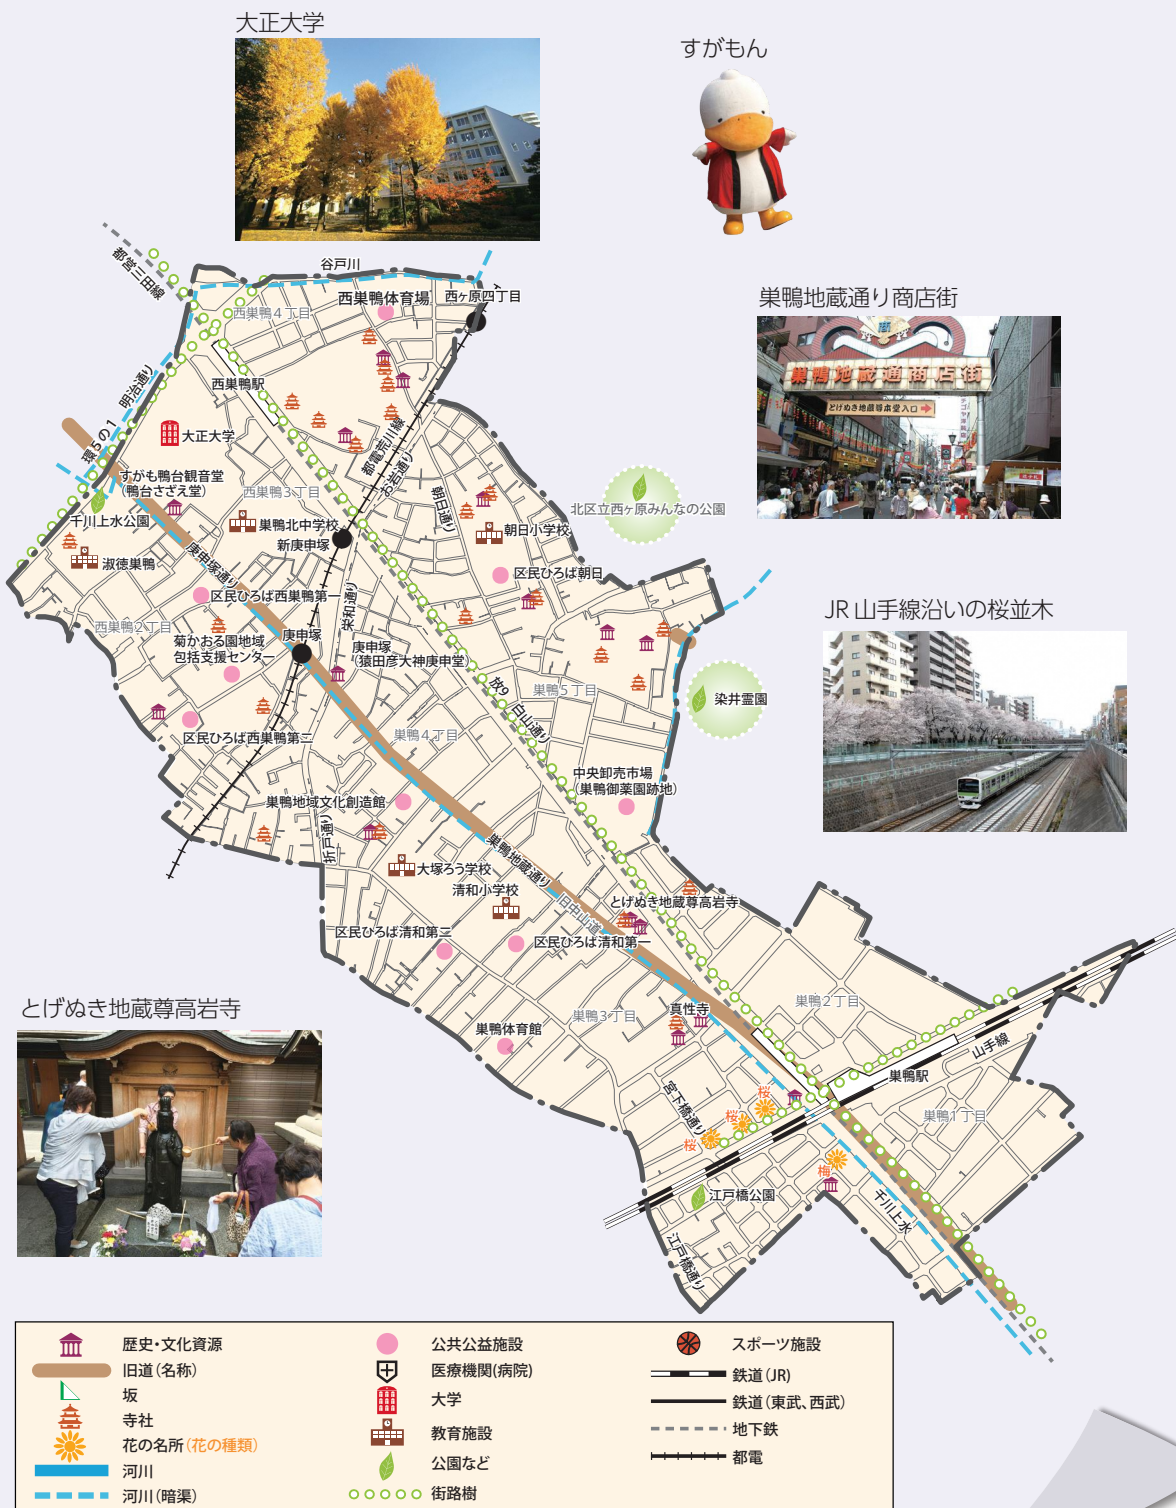 大正大学
すがもん
巣鴨地蔵通り商店街
巣鴨地蔵通商店街
とげぬき地蔵尊本堂入口
JR山手線沿いの桜並木
とげぬき地蔵尊高岩寺
谷戸川
都営三田線
西巣鴨4丁目
西巣鴨体育場
西ヶ原四丁目
明治通り
環5の1
西巣鴨駅
大正大学
都電荒川線
お岩通り
すがも鴨台観音堂
(鴨台さざえ堂)
西巣鴨3丁目
朝日通り
北区立西ヶ原みんなの公園
千川上水公園
巣鴨北中学校
新庚申塚
朝日小学校
淑徳巣鴨
庚申塚通り
区民ひろば西巣鴨第一
栄和通り
区民ひろば朝日
西巣鴨2丁目
菊かおる園地域
包括支援センター
庚申塚
庚申塚
(猿田彦大神庚申堂)
巣鴨5丁目
染井霊園
放9
白山通り
区民ひろば西巣鴨第二
巣鴨4丁目
中央卸売市場
(巣鴨御薬園跡地)
巣鴨地域文化創造館
折戸通り
巣鴨地蔵通り
大塚ろう学校
清和小学校
旧中山道
とげぬき地蔵尊高岩寺
区民ひろば清和第二
区民ひろば清和第一
巣鴨2丁目
巣鴨3丁目
真性寺
巣鴨体育館
山手線
巣鴨駅
宮下橋通り
桜
桜
桜
巣鴨1丁目
梅
江戸橋公園
千川上水
江戸橋通り
歴史・文化資源
旧道(名称)
坂
寺社
花の名所(花の種類)
河川
河川(暗渠)
公共公益施設
医療機関(病院)
大学
教育施設
公園など
街路樹
スポーツ施設
鉄道(JR)
鉄道(東武、西武)
地下鉄
都電